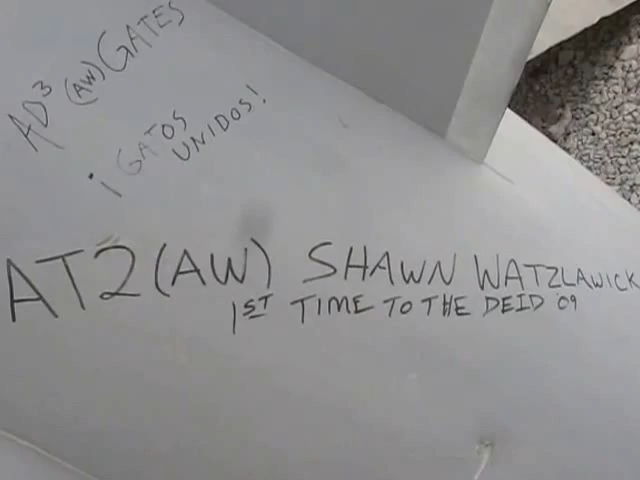 AD3 (AW) GATES
¡GATOS
UNIDOS!
AT2 (AW) SHAWN WATZLAWICK
1ST TIME TO THE DEID '09